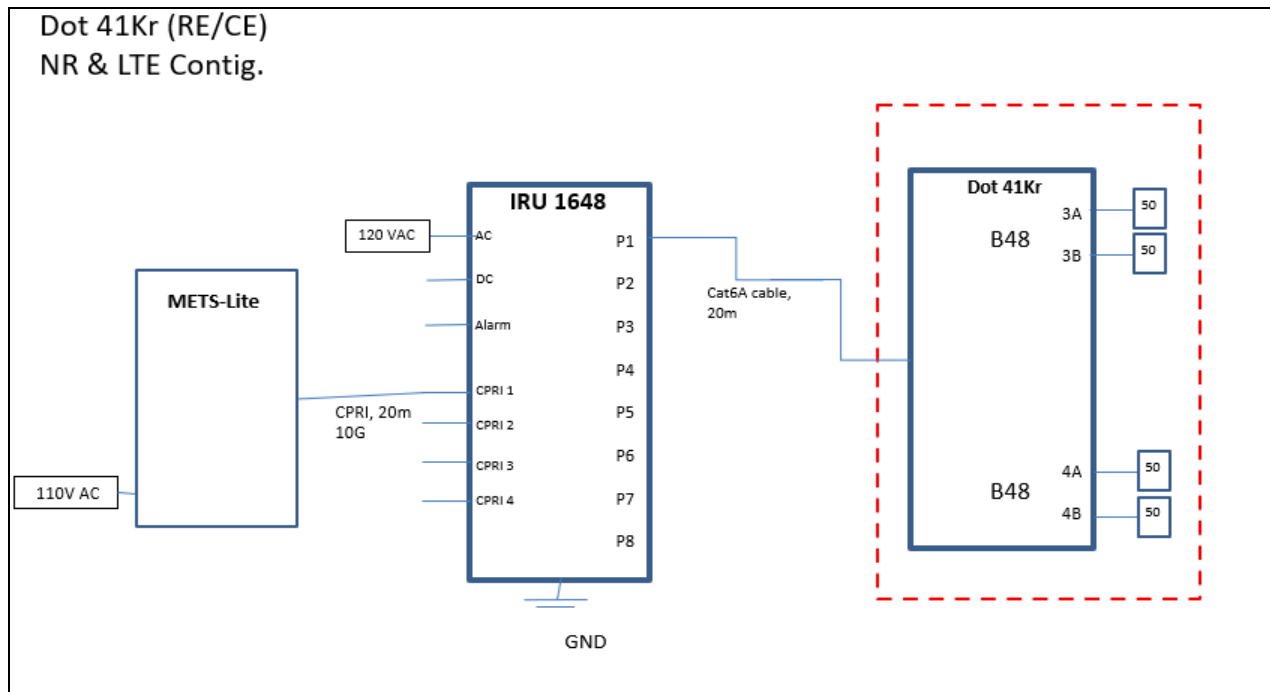 Dot 41Kr (RE/CE)
NR & LTE Contig.
METS-Lite
110V AC
CPRI, 20m
10G
120 VAC
IRU 1648
AC
DC
Alarm
CPRI 1
CPRI 2
CPRI 3
CPRI 4
P1
P2
P3
P4
P5
P6
P7
P8
GND
Cat6A cable,
20m
Dot 41Kr
B48
3A
3B
50
50
B48
4A
4B
50
50